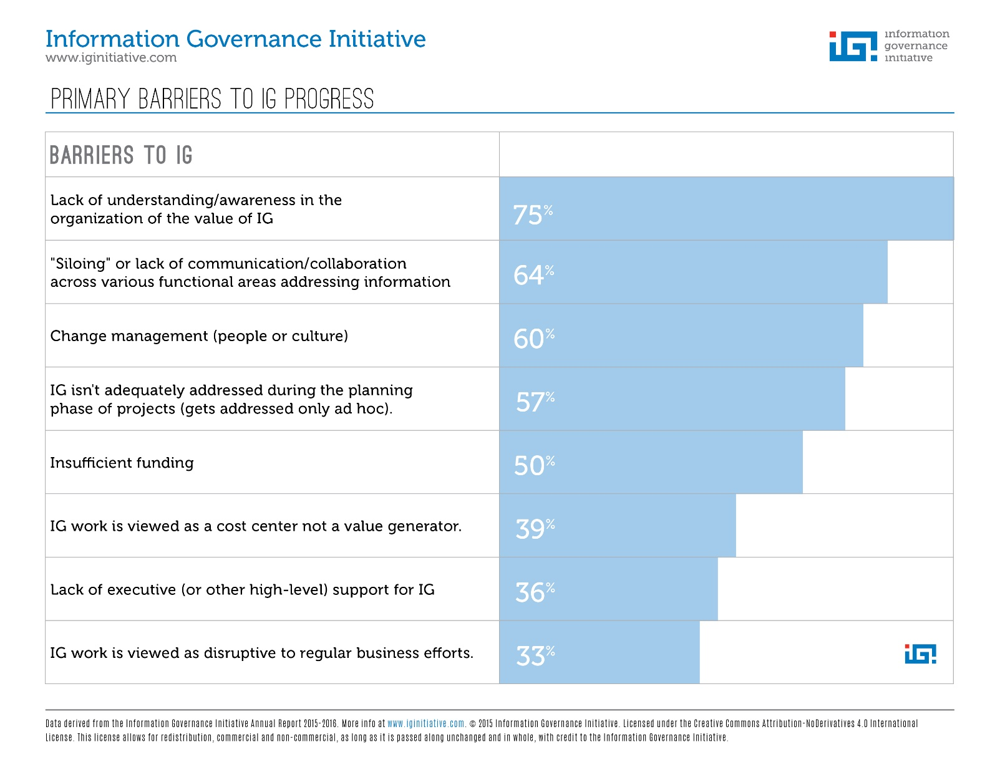 Information Governance Initiative
www.iginitiative.com
iG!
information
governance
initiative
PRIMARY BARRIERS TO IG PROGRESS
BARRIERS TO IG
Lack of understanding/awareness in the
organization of the value of IG
75%
"Siloing" or lack of communication/collaboration
across various functional areas addressing information
64%
Change management (people or culture)
60%
IG isn't adequately addressed during the planning
phase of projects (gets addressed only ad hoc).
57%
Insufficient funding
50%
IG work is viewed as a cost center not a value generator.
39%
Lack of executive (or other high-level) support for IG
36%
IG work is viewed as disruptive to regular business efforts.
33%
iG!
Data derived from the Information Governance Initiative Annual Report 2015-2016. More info at www.iginitiative.com. © 2015 Information Governance Initiative. Licensed under the Creative Commons Attribution-NoDerivatives 4.0 International
License. This license allows for redistribution, commercial and non-commercial, as long as it is passed along unchanged and in whole, with credit to the Information Governance Initiative.